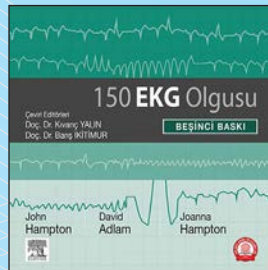 150 EKG Olgusu
Çeviri Editörleri
Doç. Dr. Kıvanç YALIN
Doç. Dr. Barış İKİTİMUR
BEŞİNCİ BASKI
John Hampton
David Adlam
Joanna Hampton
ELSEVIER